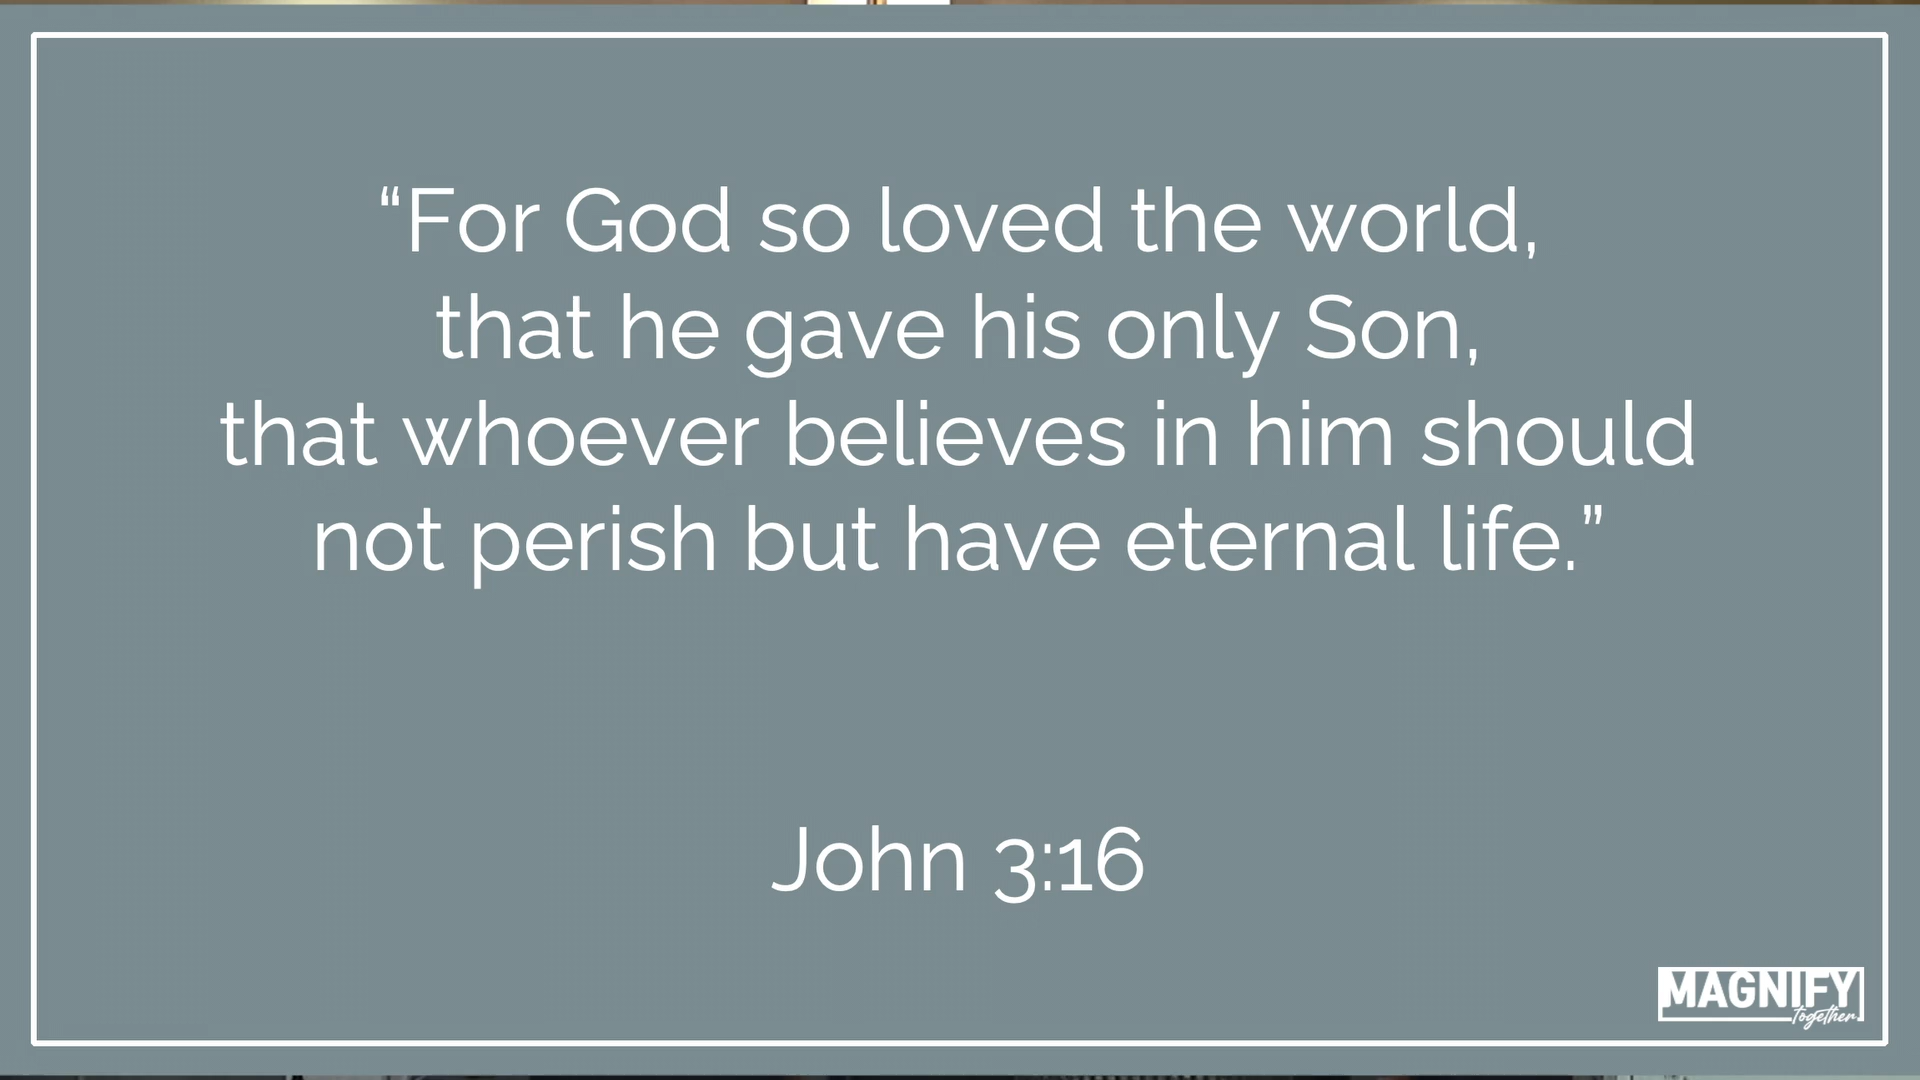 “For God so loved the world,
that he gave his only Son,
that whoever believes in him should
not perish but have eternal life.”
John 3:16
MAGNIFY
together